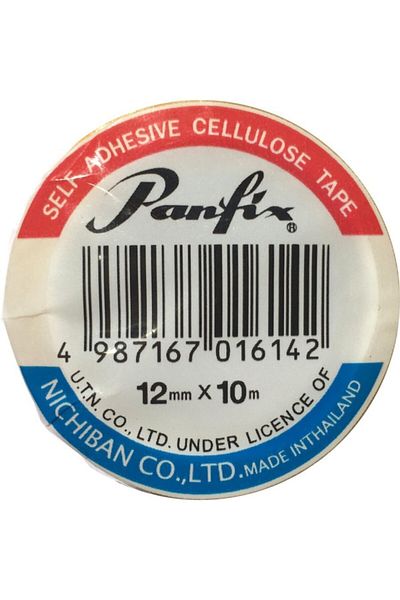 SELF ADHESIVE CELLULOSE TAPE
Panfix®
4 987167 016142
12mm X 10m
U.T.N. CO., LTD. UNDER LICENCE OF
NICHIBAN CO.,LTD. MADE INTHAILAND